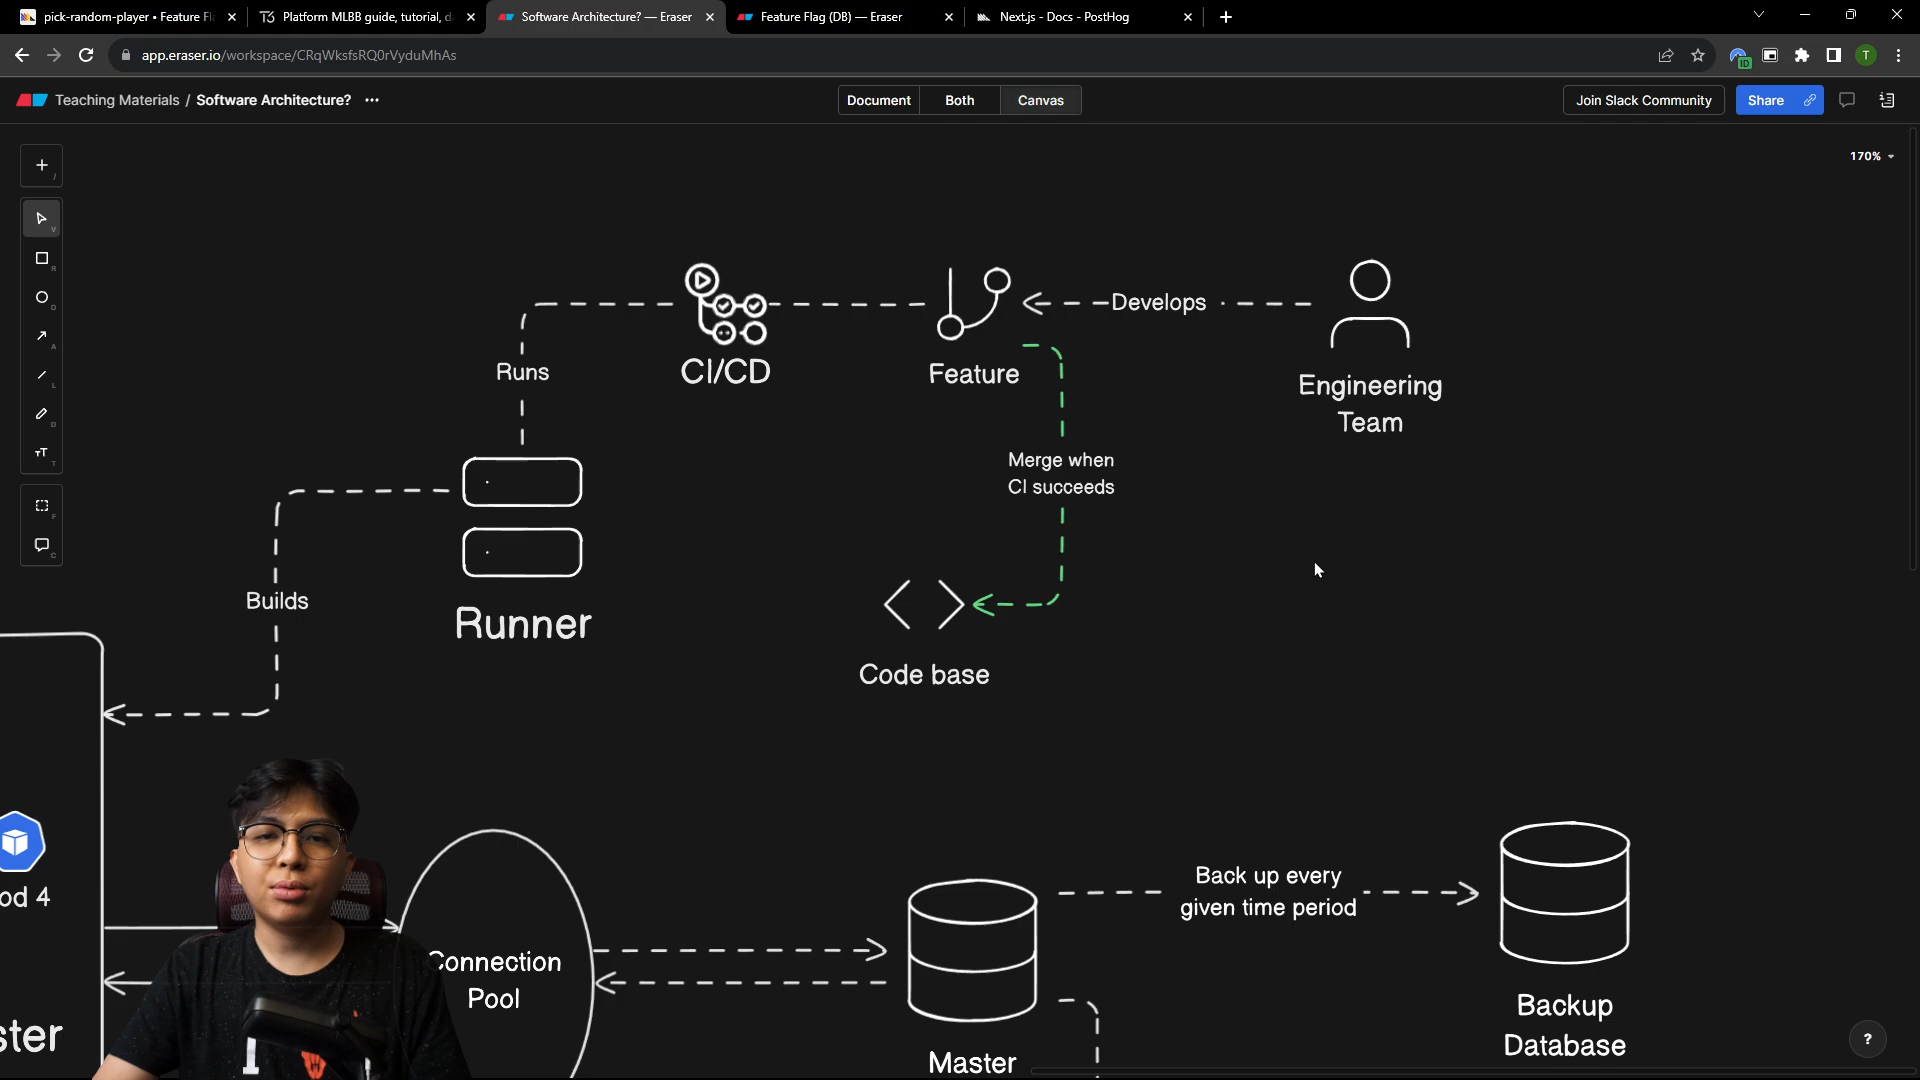 pick-random-player • Feature Fl
Platform MLBB guide, tutorial, d
Software Architecture? — Eraser
Feature Flag (DB) — Eraser
Next.js - Docs - PostHog
app.eraser.io/workspace/CRqWksfsRQ0rVyduMhAs
ID
T
Teaching Materials / Software Architecture? •••
Document
Both
Canvas
Join Slack Community
Share
170%
/
V
R
O
A
L
D
T
F
C
Develops
CI/CD
Feature
Engineering
Team
Runs
Merge when
CI succeeds
Builds
Runner
Code base
od 4
Connection
Pool
Back up every
given time period
Backup
Database
ster
Master
?